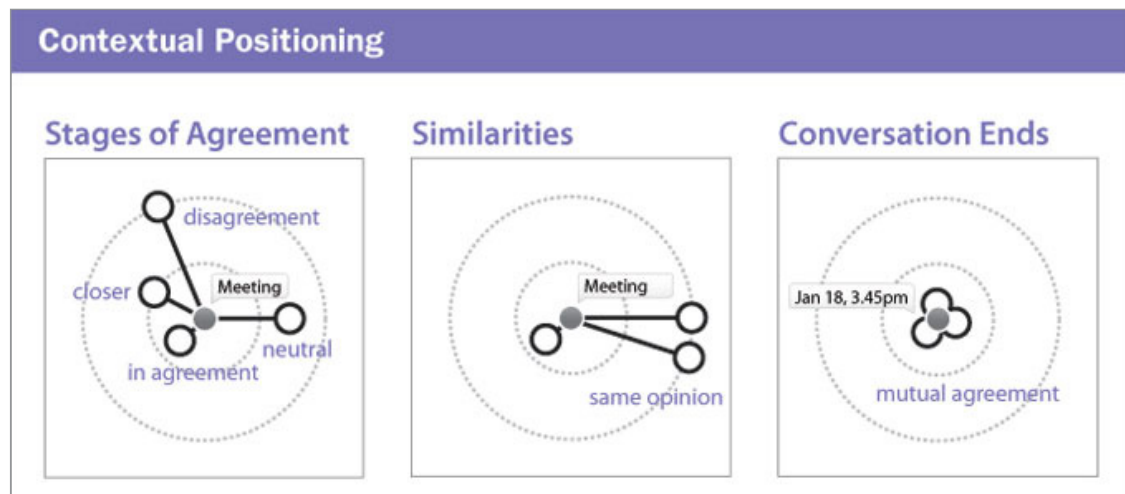 Contextual Positioning
Stages of Agreement
disagreement
Meeting
closer
neutral
in agreement
Similarities
Meeting
same opinion
Conversation Ends
Jan 18, 3.45pm
mutual agreement